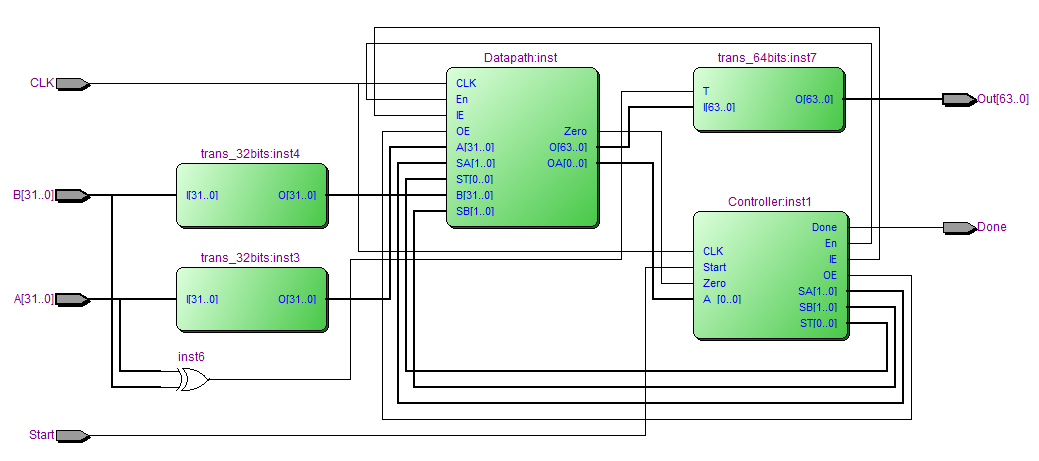 CLK
B[31..0]
A[31..0]
Start
trans_32bits:inst4
I[31..0]
O[31..0]
trans_32bits:inst3
I[31..0]
O[31..0]
inst6
Datapath:inst
CLK
En
IE
OE
A[31..0]
SA[1..0]
ST[0..0]
B[31..0]
SB[1..0]
Zero
O[63..0]
OA[0..0]
trans_64bits:inst7
T
I[63..0]
O[63..0]
Controller:inst1
CLK
Start
Zero
A_[0..0]
Done
En
IE
OE
SA[1..0]
SB[1..0]
ST[0..0]
Out[63..0]
Done